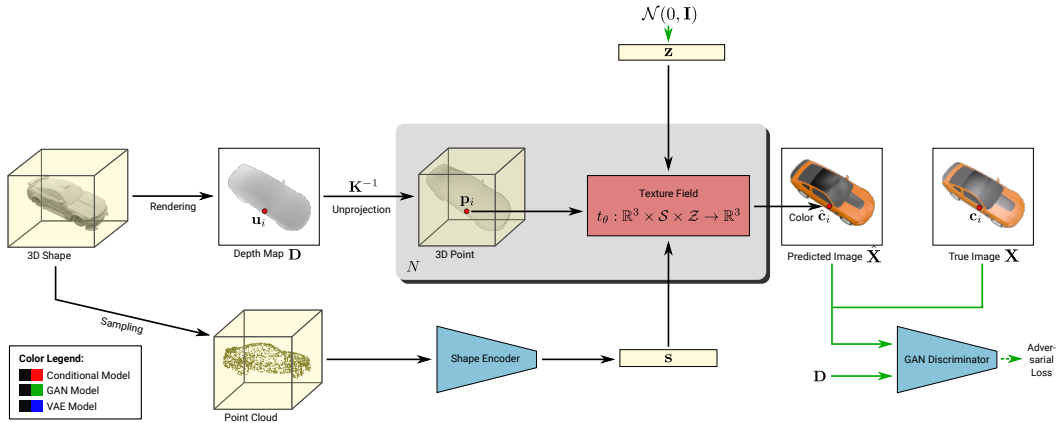 𝒩(0, I)
z
3D Shape
Rendering
u_i
Depth Map D
K⁻¹
Unprojection
p_i
3D Point
N
Texture Field
t_θ : ℝ³ × 𝒮 × 𝒵 → ℝ³
Color ĉ_i
Predicted Image X̂
c_i
True Image X
Sampling
Point Cloud
Shape Encoder
s
GAN Discriminator
D
Adver-
sarial
Loss
Color Legend:
Conditional Model
GAN Model
VAE Model